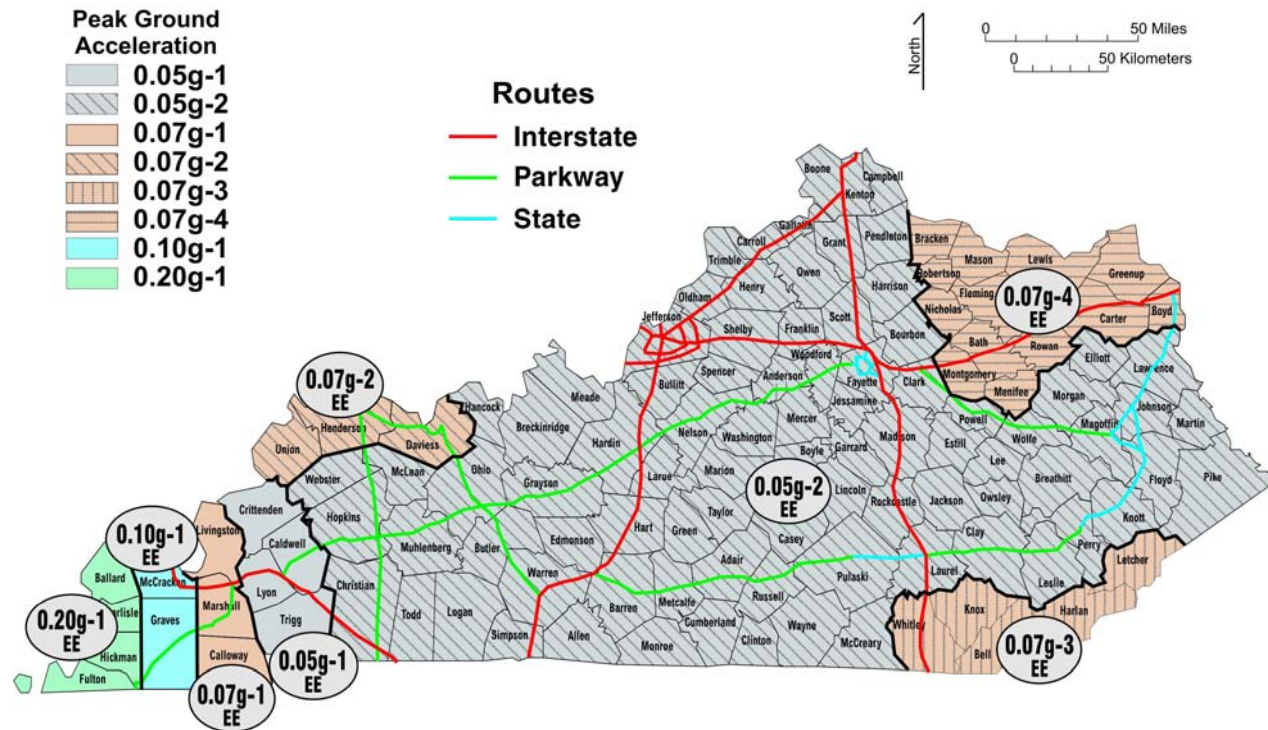 Peak Ground
Acceleration
0.05g-1
0.05g-2
0.07g-1
0.07g-2
0.07g-3
0.07g-4
0.10g-1
0.20g-1
Routes
Interstate
Parkway
State
North
0 50 Miles
0 50 Kilometers
Boone
Campbell
Kenton
Gallatin
Grant
Pendleton
Bracken
Carroll
Trimble
Owen
Robertson
Mason
Lewis
Greenup
Henry
Harrison
Fleming
Oldham
Nicholas
0.07g-4
EE
Carter
Boyd
Jefferson
Shelby
Franklin
Scott
Bourbon
Bath
Rowan
Woodford
Montgomery
Elliott
Bullitt
Spencer
Anderson
Fayette
Clark
Menifee
Morgan
Lawrence
Jessamine
Powell
Magoffin
Johnson
Martin
0.07g-2
EE
Hancock
Meade
Breckinridge
Nelson
Washington
Mercer
Madison
Estill
Wolfe
Henderson
Daviess
Hardin
Boyle
Garrard
Lee
Union
McLean
Ohio
Grayson
Larue
Marion
Lincoln
Rockcastle
Jackson
Owsley
Breathitt
Floyd
Pike
Webster
0.05g-2
EE
Knott
Crittenden
Hopkins
Taylor
Hart
Green
Casey
Clay
Perry
Livingston
0.10g-1
EE
Caldwell
Muhlenberg
Butler
Edmonson
Adair
Pulaski
Laurel
Leslie
Letcher
Ballard
McCracken
Christian
Warren
Lyon
Marshall
Barren
Metcalfe
Russell
Knox
Harlan
Graves
Trigg
Todd
Logan
Simpson
Allen
Monroe
Cumberland
Clinton
Wayne
McCreary
Whitley
Bell
0.20g-1
EE
Hickman
Calloway
Fulton
0.07g-1
EE
0.05g-1
EE
0.07g-3
EE